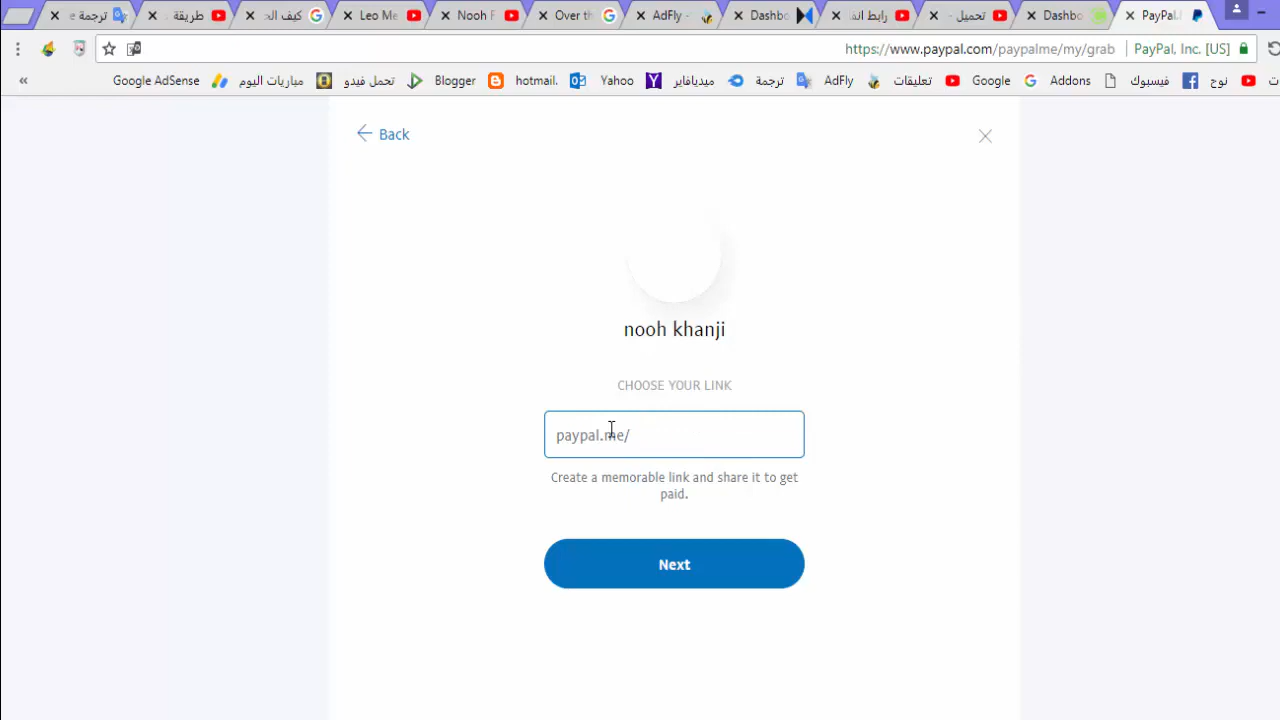 ترجمة
طريقة
كيف
Leo Me
Nooh F
Over th
AdFly -
Dashbo
رابط
تحميل -
Dashbo
PayPal.
https://www.paypal.com/paypalme/my/grab
PayPal, Inc. [US]
Google AdSense
مباريات اليوم
تحمل فيدو
Blogger
hotmail.
Yahoo
ميديافاير
ترجمة
AdFly
تعليقات
Google
Addons
فيسبوك
نوح
Back
nooh khanji
CHOOSE YOUR LINK
paypal.me/
Create a memorable link and share it to get
paid.
Next